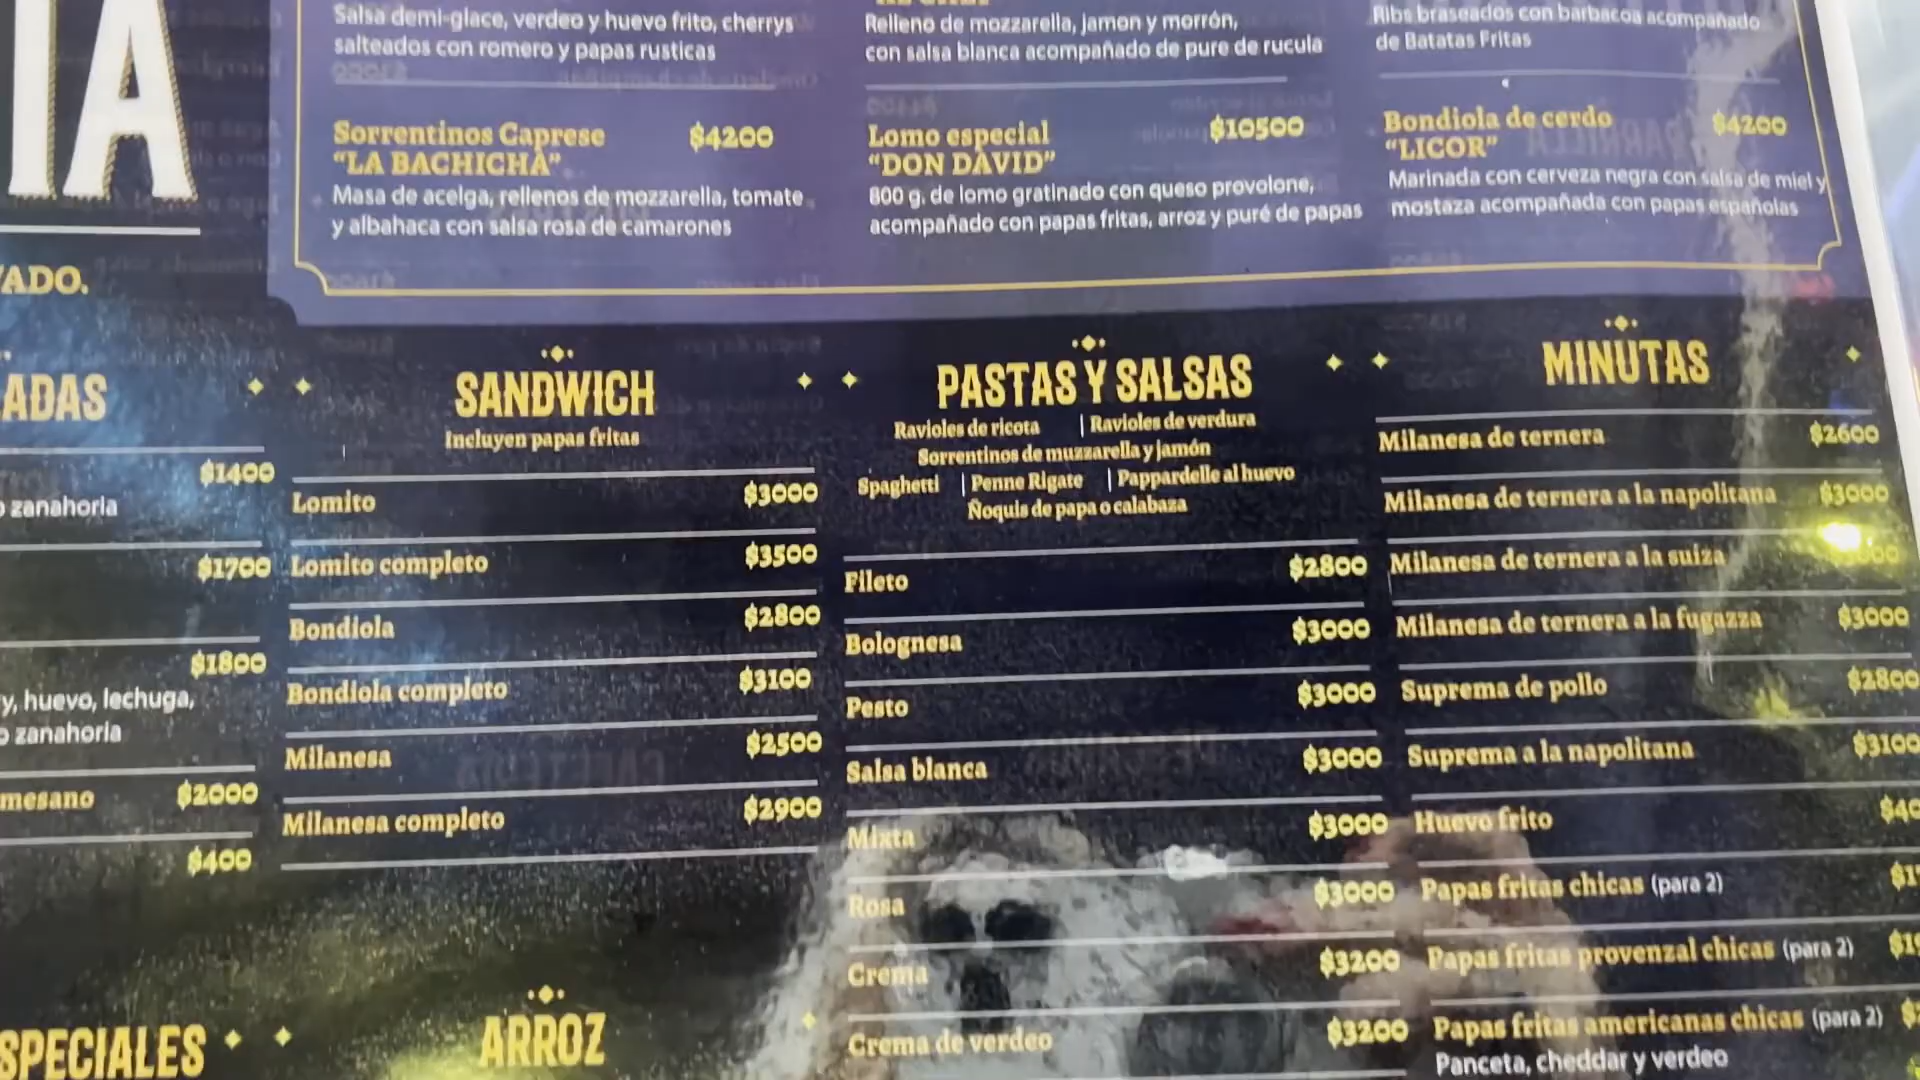 IA
Salsa demi-glace, verdeo y huevo frito, cherrys
salteados con romero y papas rusticas
Relleno de mozzarella, jamon y morrón,
con salsa blanca acompañado de pure de rucula
Ribs braseados con barbacoa acompañado
de Batatas Fritas
Sorrentinos Caprese $4200
"LA BACHICHA"
Masa de acelga, rellenos de mozzarella, tomate
y albahaca con salsa rosa de camarones
Lomo especial $10500
"DON DAVID"
800 g. de lomo gratinado con queso provolone,
acompañado con papas fritas, arroz y puré de papas
Bondiola de cerdo $4200
"LICOR"
Marinada con cerveza negra con salsa de miel y
mostaza acompañada con papas españolas
VADO.
ADAS
$1400
o zanahoria
$1700
$1800
y, huevo, lechuga,
o zanahoria
mesano $2000
$400
SPECIALES
SANDWICH
Incluyen papas fritas
Lomito $3000
Lomito completo $3500
Bondiola $2800
Bondiola completo $3100
Milanesa $2500
Milanesa completo $2900
ARROZ
PASTAS Y SALSAS
Ravioles de ricota | Ravioles de verdura
Sorrentinos de muzzarella y jamón
Spaghetti | Penne Rigate | Pappardelle al huevo
Ñoquis de papa o calabaza
Fileto $2800
Bolognesa $3000
Pesto $3000
Salsa blanca $3000
Mixta $3000
Rosa $3000
Crema $3200
Crema de verdeo $3200
MINUTAS
Milanesa de ternera $2600
Milanesa de ternera a la napolitana $3000
Milanesa de ternera a la suiza
Milanesa de ternera a la fugazza $3000
Suprema de pollo $2800
Suprema a la napolitana $3100
Huevo frito $40
Papas fritas chicas (para 2) $1
Papas fritas provenzal chicas (para 2) $19
Papas fritas americanas chicas (para 2)
Panceta, cheddar y verdeo